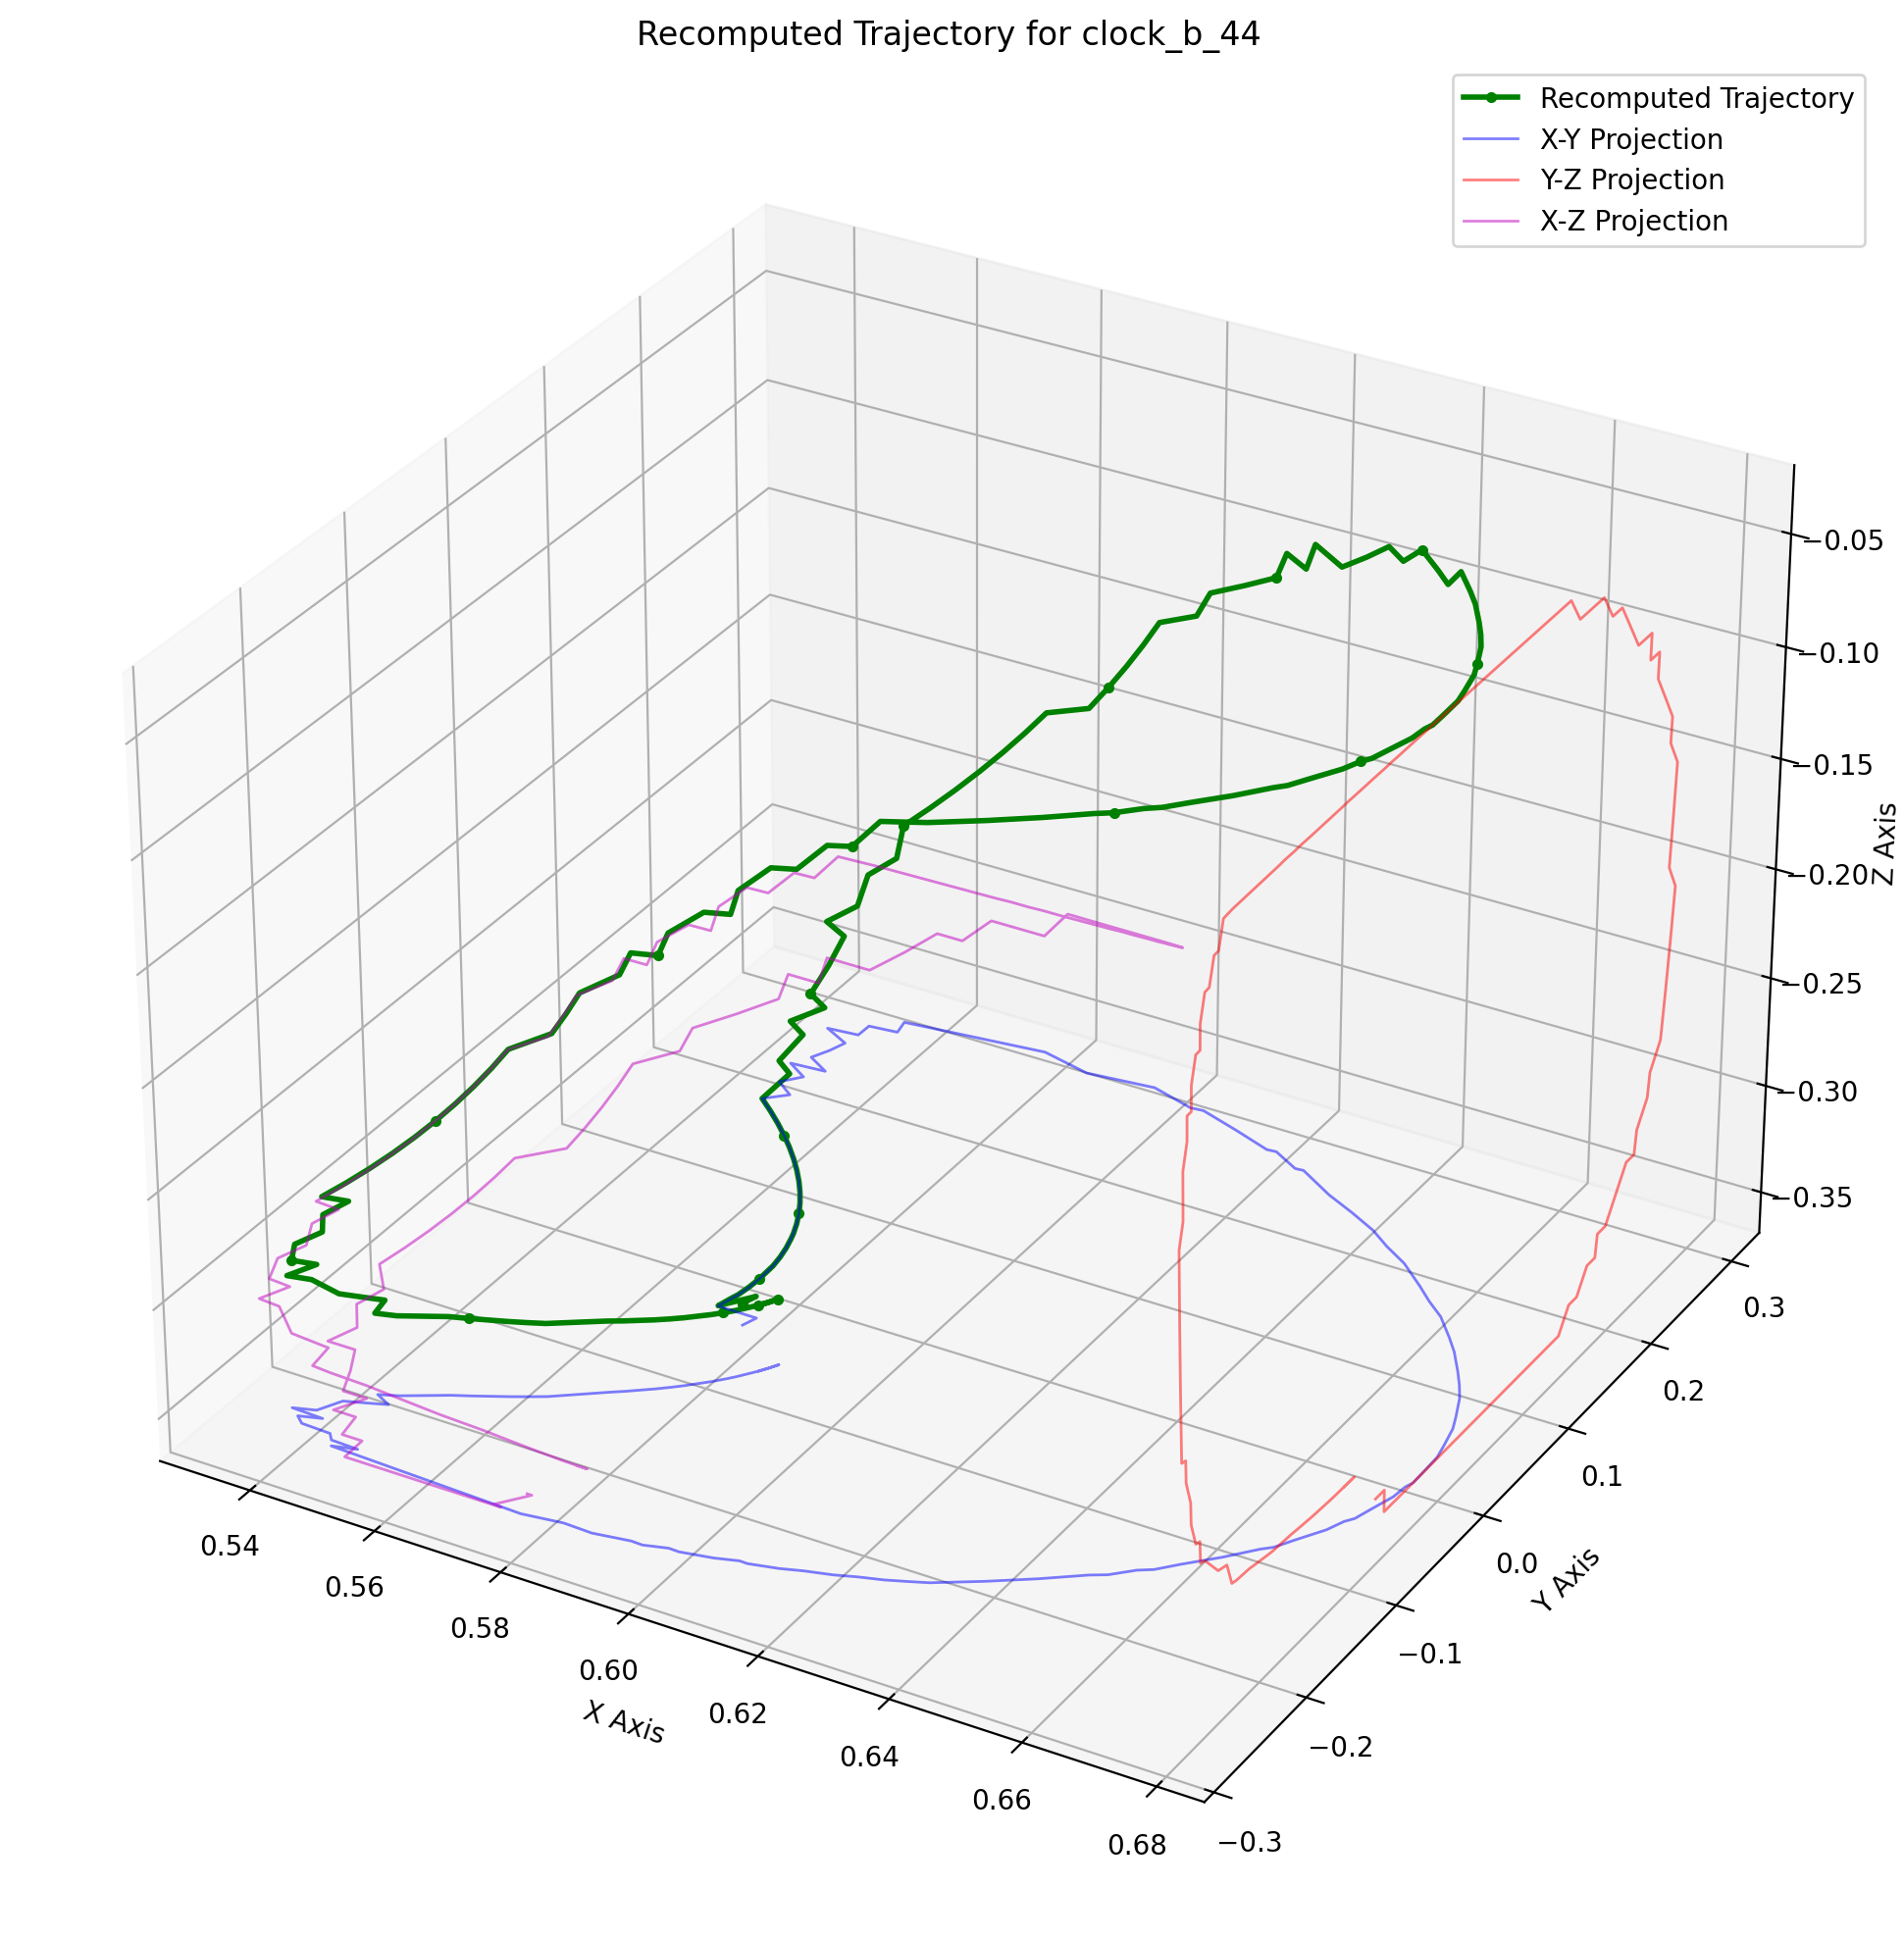 Recomputed Trajectory for clock_b_44
Recomputed Trajectory
X-Y Projection
Y-Z Projection
X-Z Projection
−0.05
−0.10
−0.15
−0.20
−0.25
−0.30
−0.35
Z Axis
0.3
0.2
0.1
0.0
−0.1
−0.2
−0.3
Y Axis
0.54
0.56
0.58
0.60
0.62
0.64
0.66
0.68
X Axis